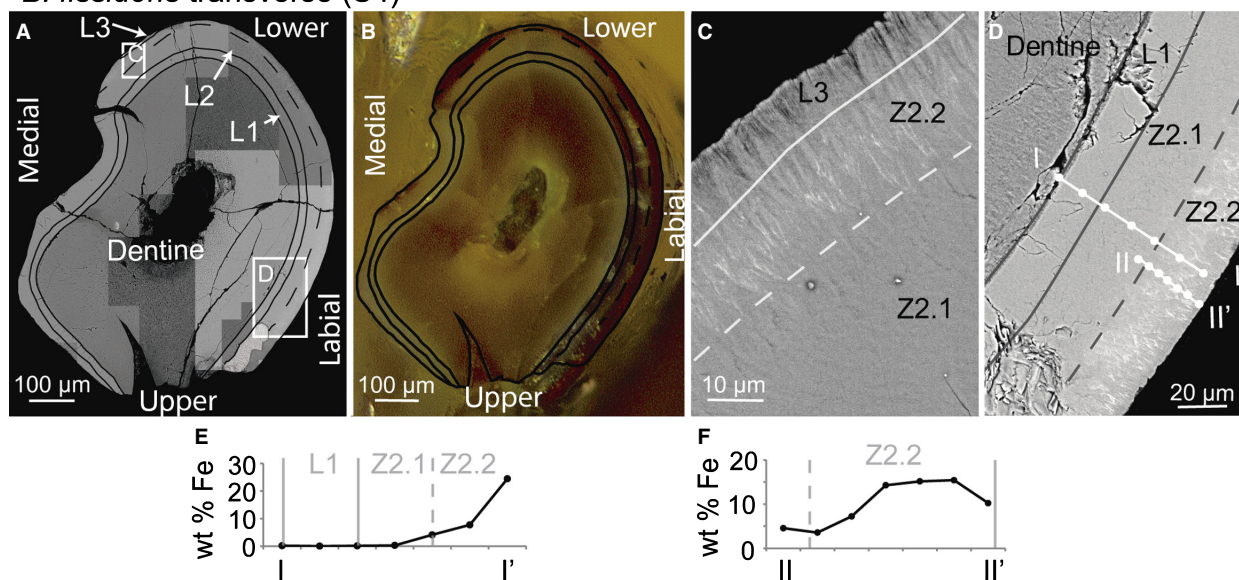 A
L3
C
Lower
L2
L1
Medial
Dentine
D
Labial
100 µm
Upper
B
Lower
Medial
Labial
100 µm
Upper
C
L3
Z2.2
Z2.1
10 µm
D
Dentine
L1
Z2.1
I
Z2.2
II
II’
20 µm
E
wt % Fe
30
20
10
0
L1
Z2.1
Z2.2
I
I’
F
wt % Fe
20
10
0
Z2.2
II
II’